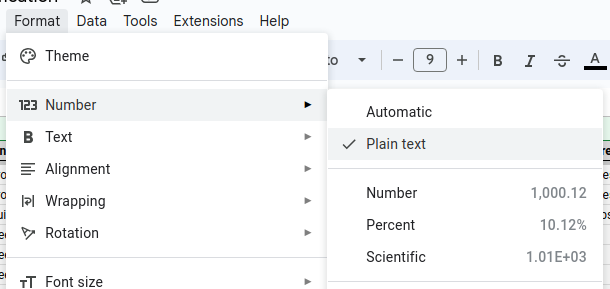 Format Data Tools Extensions Help
Theme
9 B I S A
123 Number
Automatic
B Text
Plain text
Alignment
Wrapping
Number 1,000.12
Percent 10.12%
Rotation
Scientific 1.01E+03
Font size